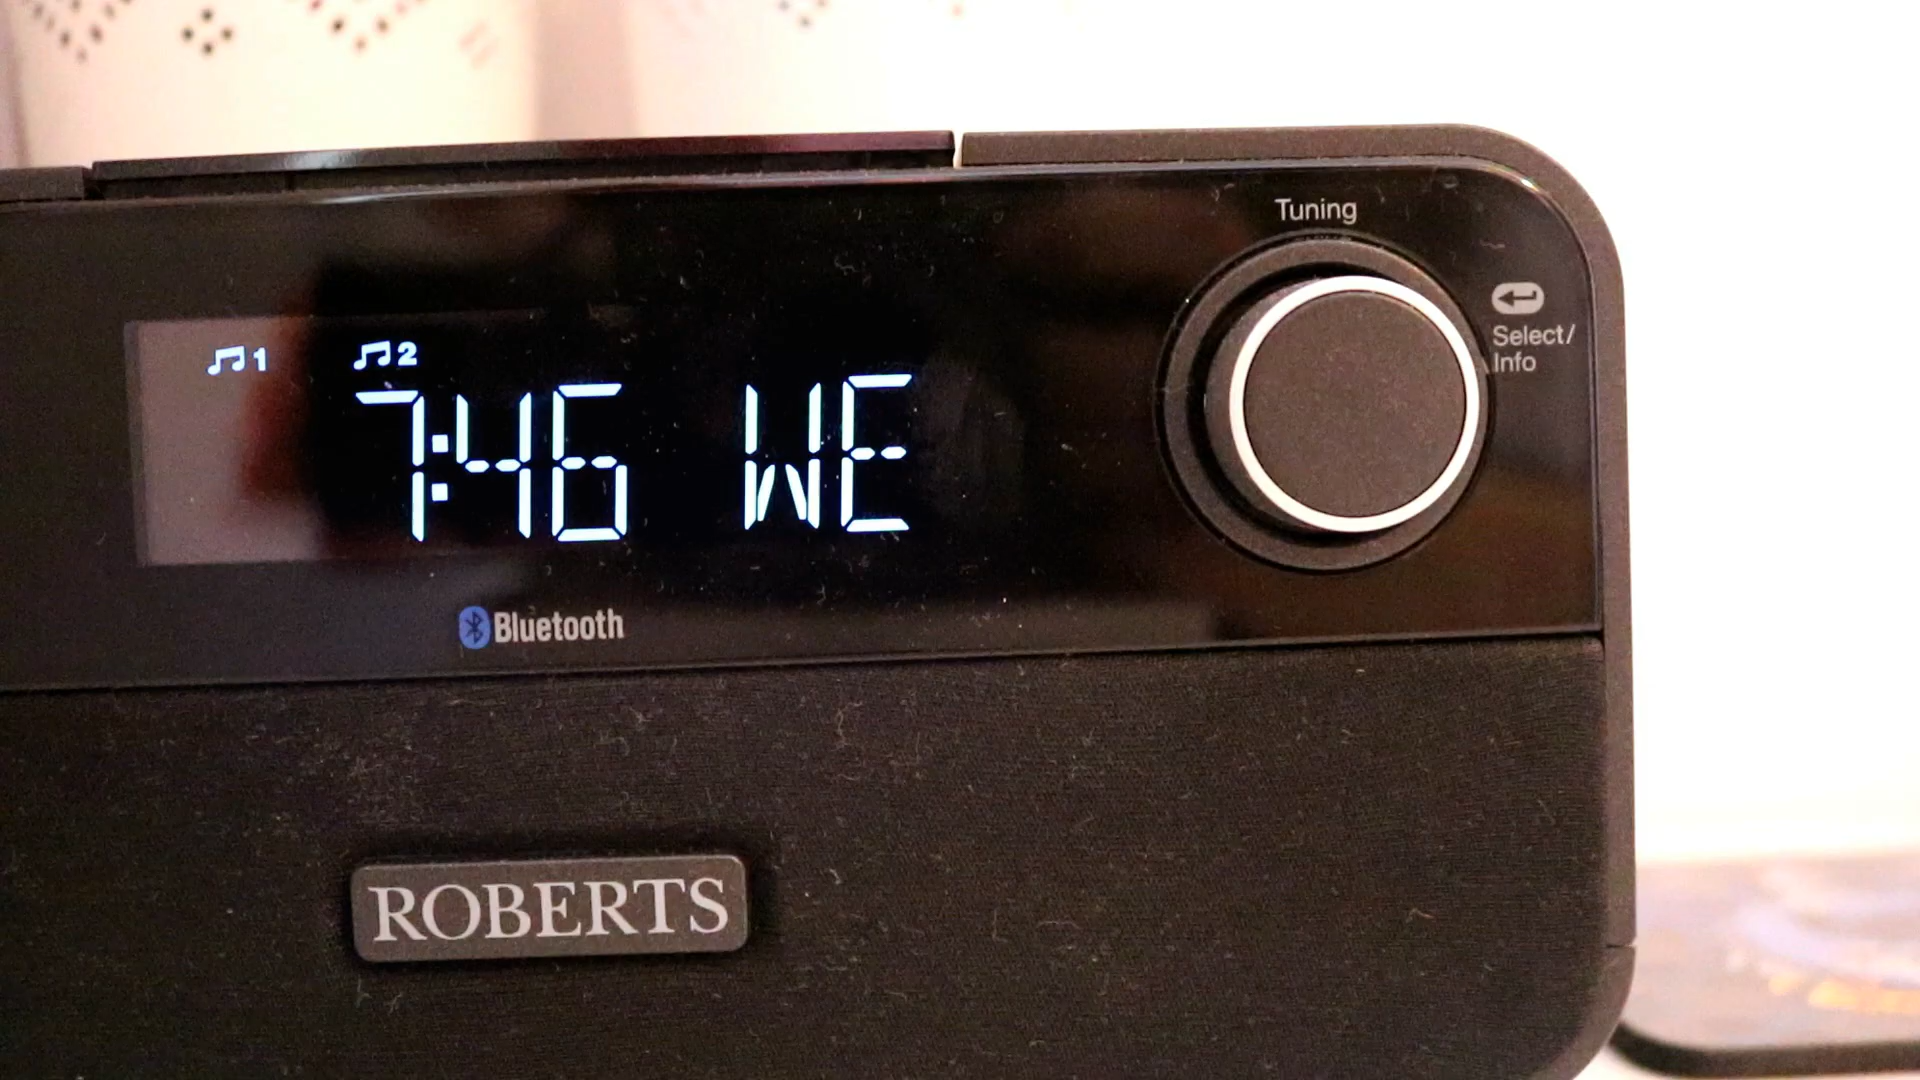 Tuning
Select/
Info
♫1 ♫2
7:46 WE
Bluetooth
ROBERTS